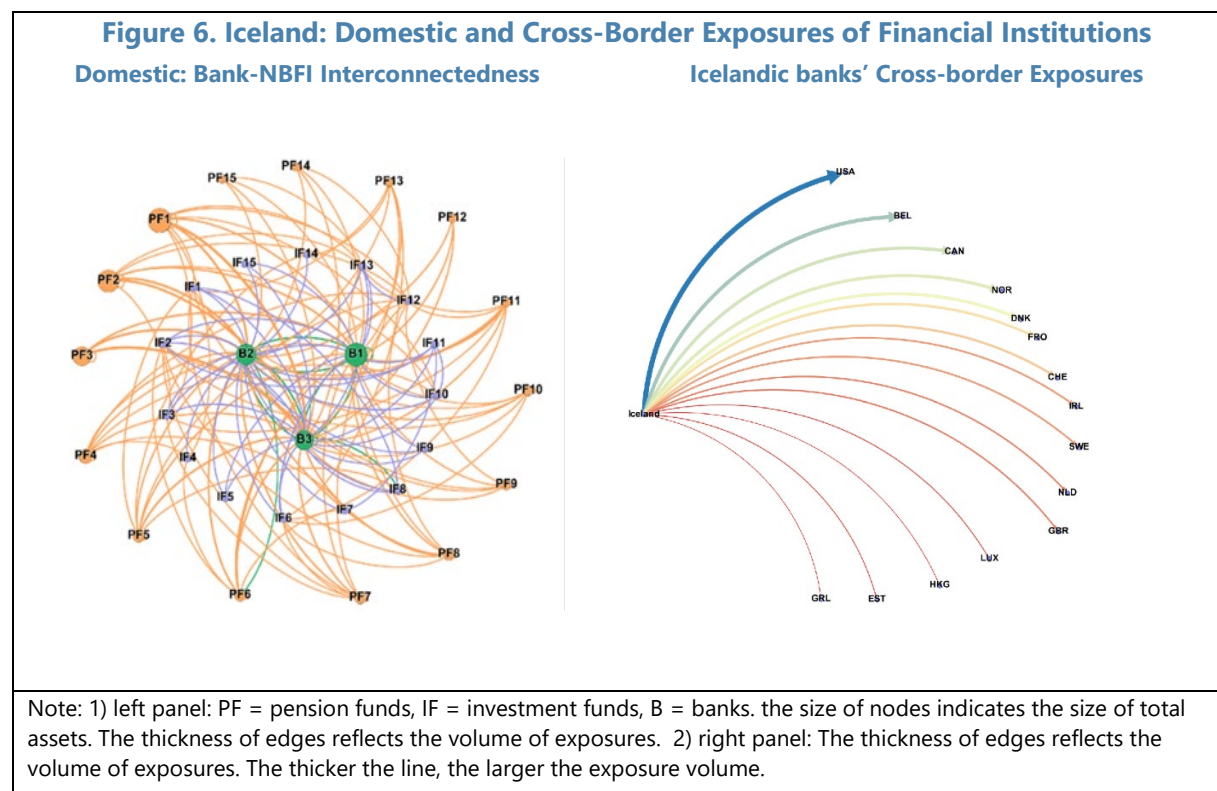 Figure 6. Iceland: Domestic and Cross-Border Exposures of Financial Institutions
Domestic: Bank-NBFI Interconnectedness
Icelandic banks’ Cross-border Exposures
PF14
PF15
PF13
PF12
PF1
IF14
IF15
IF13
PF2
IF1
IF12
PF11
PF3
IF2
IF11
B2
B1
IF10
PF10
IF3
B3
IF9
PF4
IF4
IF8
PF9
IF5
IF7
IF6
PF5
PF8
PF6
PF7
USA
BEL
CAN
NOR
DNK
FRO
CHE
IRL
Iceland
SWE
NLD
GBR
LUX
HKG
GRL
EST
Note: 1) left panel: PF = pension funds, IF = investment funds, B = banks. the size of nodes indicates the size of total
assets. The thickness of edges reflects the volume of exposures. 2) right panel: The thickness of edges reflects the
volume of exposures. The thicker the line, the larger the exposure volume.